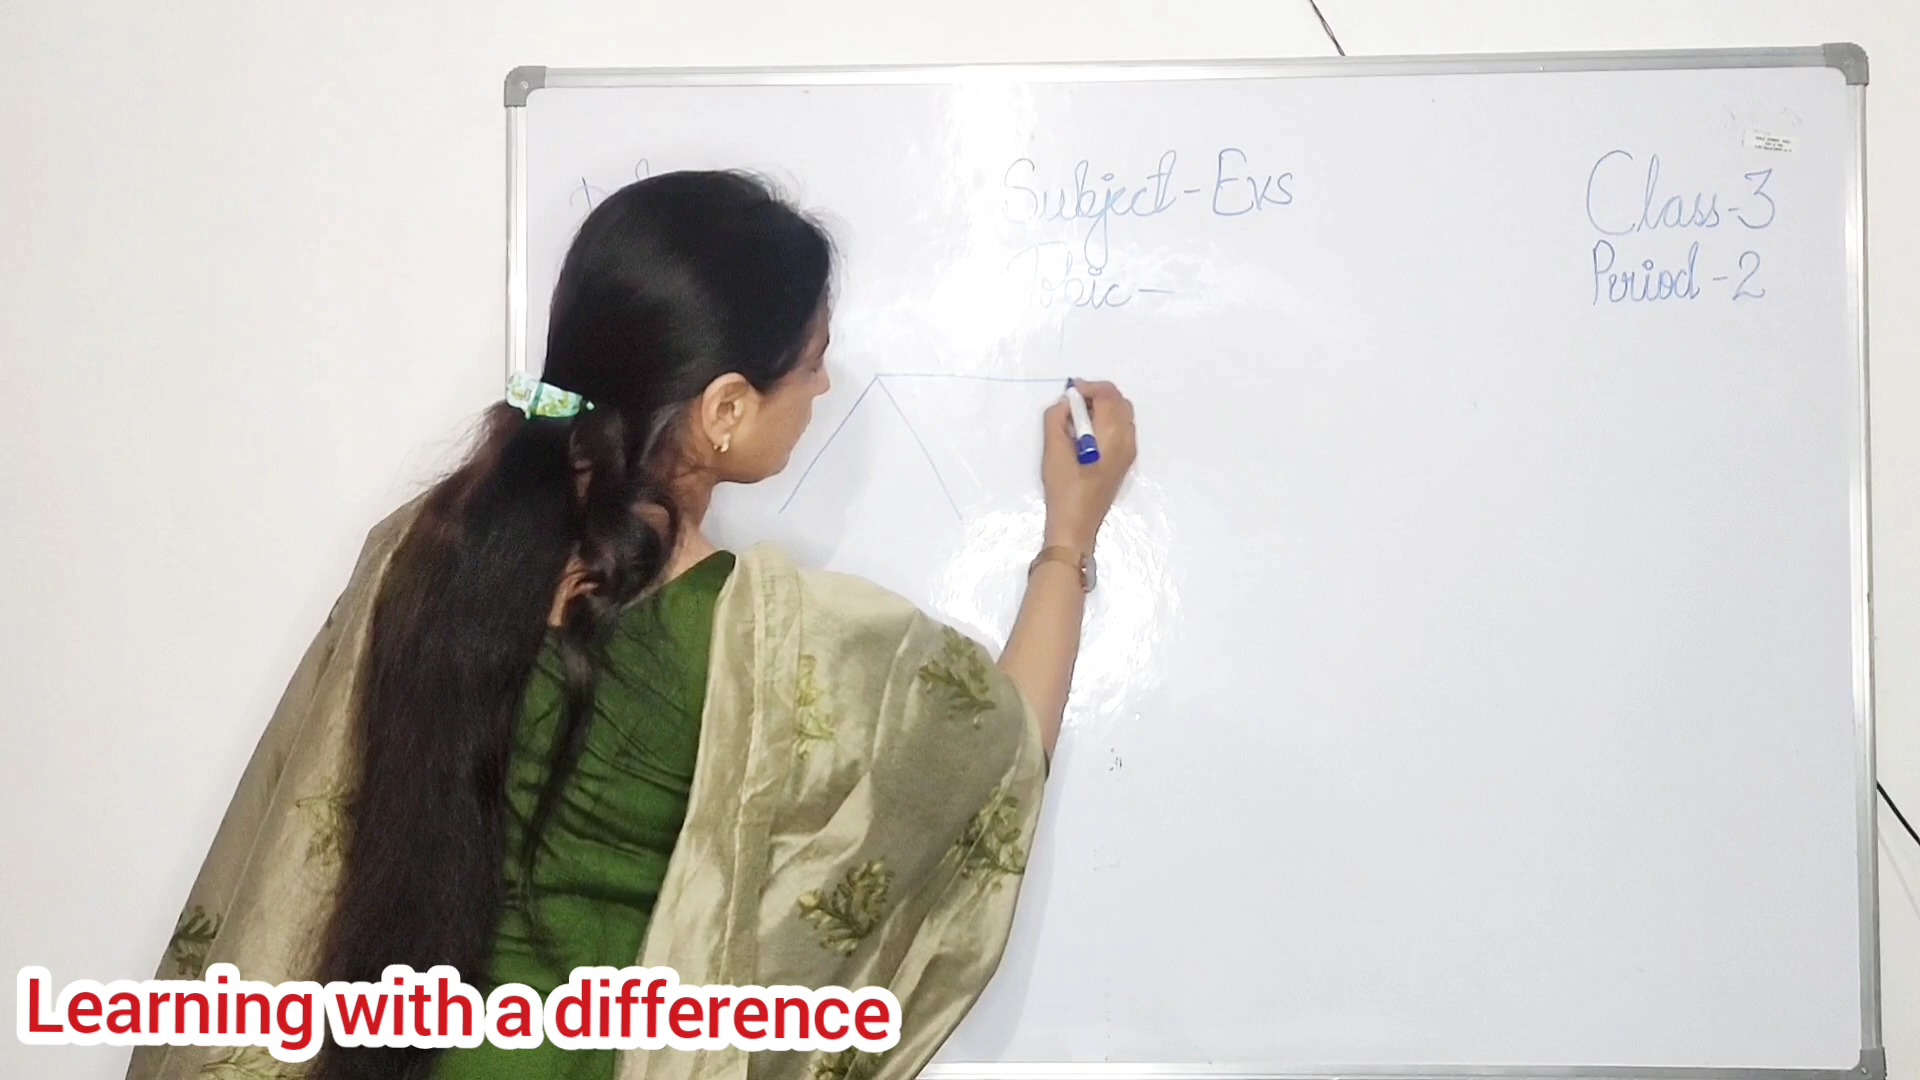 Subject-Evs
Class-3
Topic-
Period-2
Learning with a difference